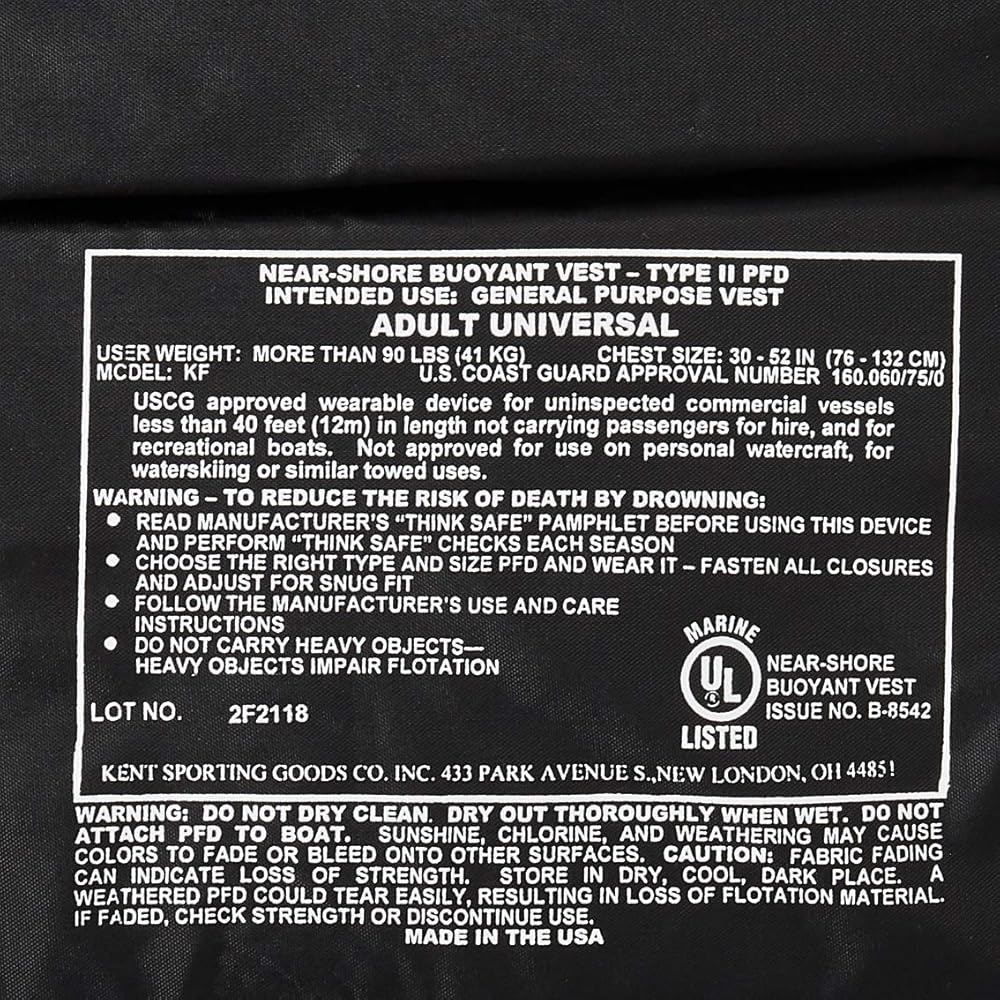 NEAR-SHORE BUOYANT VEST – TYPE II PFD
INTENDED USE: GENERAL PURPOSE VEST
ADULT UNIVERSAL
USER WEIGHT: MORE THAN 90 LBS (41 KG) CHEST SIZE: 30 - 52 IN (76 - 132 CM)
MODEL: KF U.S. COAST GUARD APPROVAL NUMBER 160.060/75/0
USCG approved wearable device for uninspected commercial vessels
less than 40 feet (12m) in length not carrying passengers for hire, and for
recreational boats. Not approved for use on personal watercraft, for
waterskiing or similar towed uses.
WARNING – TO REDUCE THE RISK OF DEATH BY DROWNING:
• READ MANUFACTURER'S "THINK SAFE" PAMPHLET BEFORE USING THIS DEVICE
AND PERFORM "THINK SAFE" CHECKS EACH SEASON
• CHOOSE THE RIGHT TYPE AND SIZE PFD AND WEAR IT – FASTEN ALL CLOSURES
AND ADJUST FOR SNUG FIT
• FOLLOW THE MANUFACTURER'S USE AND CARE
INSTRUCTIONS
• DO NOT CARRY HEAVY OBJECTS—
HEAVY OBJECTS IMPAIR FLOTATION
MARINE
UL ®
LISTED
NEAR-SHORE
BUOYANT VEST
ISSUE NO. B-8542
LOT NO. 2F2118
KENT SPORTING GOODS CO. INC. 433 PARK AVENUE S.,NEW LONDON, OH 44851
WARNING: DO NOT DRY CLEAN. DRY OUT THOROUGHLY WHEN WET. DO NOT
ATTACH PFD TO BOAT. SUNSHINE, CHLORINE, AND WEATHERING MAY CAUSE
COLORS TO FADE OR BLEED ONTO OTHER SURFACES. CAUTION: FABRIC FADING
CAN INDICATE LOSS OF STRENGTH. STORE IN DRY, COOL, DARK PLACE. A
WEATHERED PFD COULD TEAR EASILY, RESULTING IN LOSS OF FLOTATION MATERIAL.
IF FADED, CHECK STRENGTH OR DISCONTINUE USE.
MADE IN THE USA